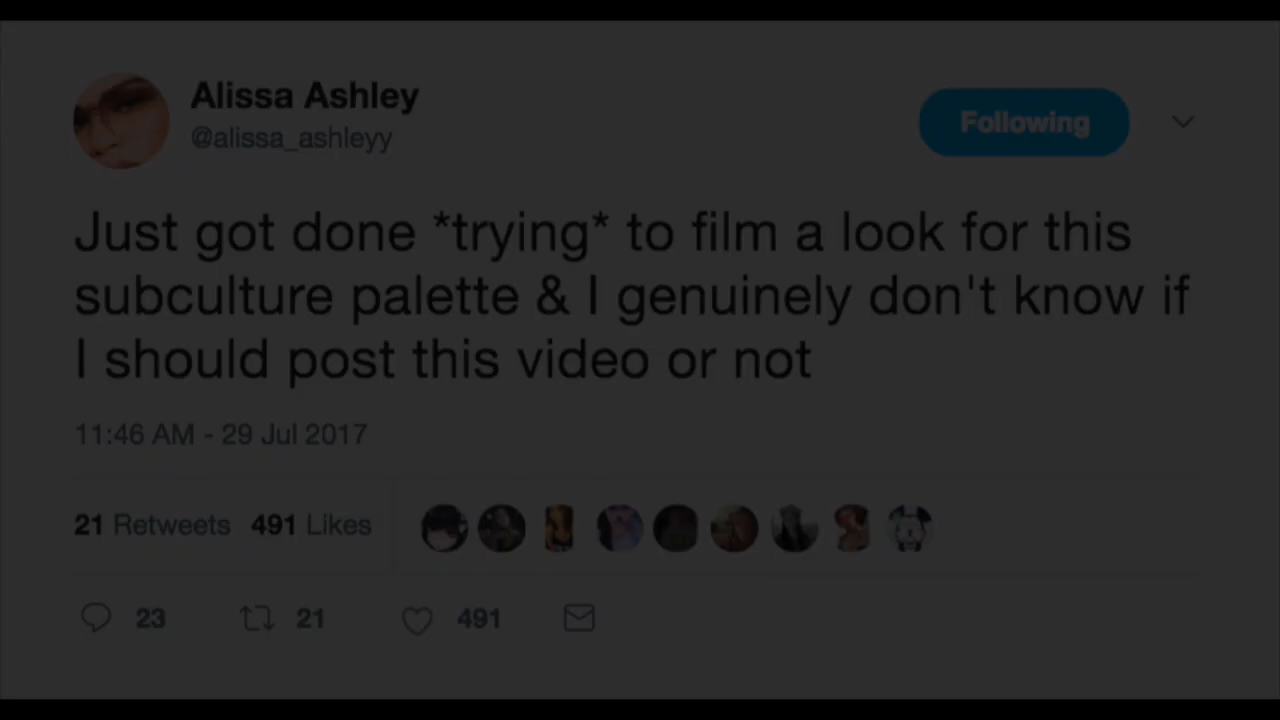 Alissa Ashley
@alissa_ashleyy
Following
Just got done *trying* to film a look for this
subculture palette & I genuinely don't know if
I should post this video or not
11:46 AM - 29 Jul 2017
21 Retweets 491 Likes
23 21 491